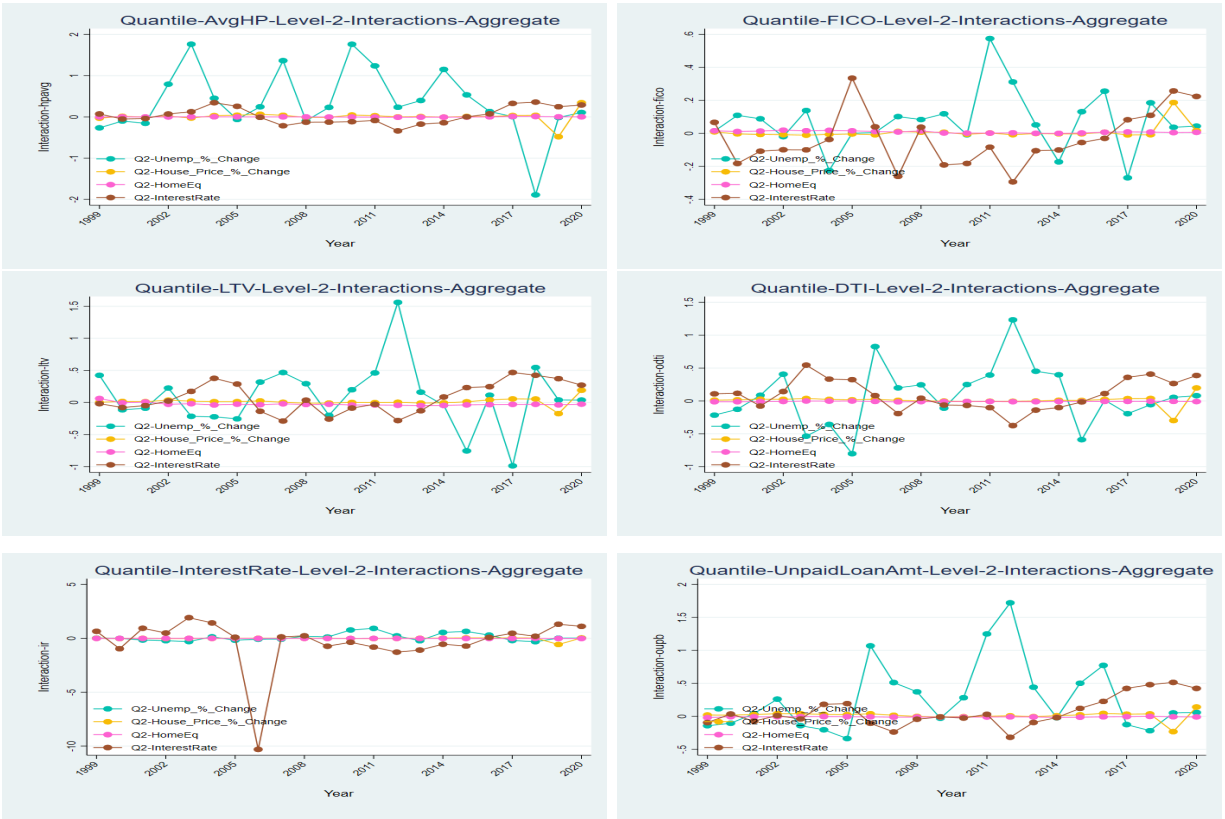 Quantile-AvgHP-Level-2-Interactions-Aggregate
Interaction-hpavg
2
1
0
-1
-2
Q2-Unemp_%_Change
Q2-House_Price_%_Change
Q2-HomeEq
Q2-InterestRate
1999
2002
2005
2008
2011
2014
2017
2020
Year
Quantile-FICO-Level-2-Interactions-Aggregate
Interaction-fico
.6
.4
.2
0
-.2
-.4
Q2-Unemp_%_Change
Q2-House_Price_%_Change
Q2-HomeEq
Q2-InterestRate
1999
2002
2005
2008
2011
2014
2017
2020
Year
Quantile-LTV-Level-2-Interactions-Aggregate
Interaction-ltv
1.5
1
.5
0
-.5
-1
Q2-Unemp_%_Change
Q2-House_Price_%_Change
Q2-HomeEq
Q2-InterestRate
1999
2002
2005
2008
2011
2014
2017
2020
Year
Quantile-DTI-Level-2-Interactions-Aggregate
Interaction-odti
1.5
1
.5
0
-.5
-1
Q2-Unemp_%_Change
Q2-House_Price_%_Change
Q2-HomeEq
Q2-InterestRate
1999
2002
2005
2008
2011
2014
2017
2020
Year
Quantile-InterestRate-Level-2-Interactions-Aggregate
Interaction-ir
5
0
-5
-10
Q2-Unemp_%_Change
Q2-House_Price_%_Change
Q2-HomeEq
Q2-InterestRate
1999
2002
2005
2008
2011
2014
2017
2020
Year
Quantile-UnpaidLoanAmt-Level-2-Interactions-Aggregate
Interaction-oupb
2
1.5
1
.5
0
-.5
Q2-Unemp_%_Change
Q2-House_Price_%_Change
Q2-HomeEq
Q2-InterestRate
1999
2002
2005
2008
2011
2014
2017
2020
Year